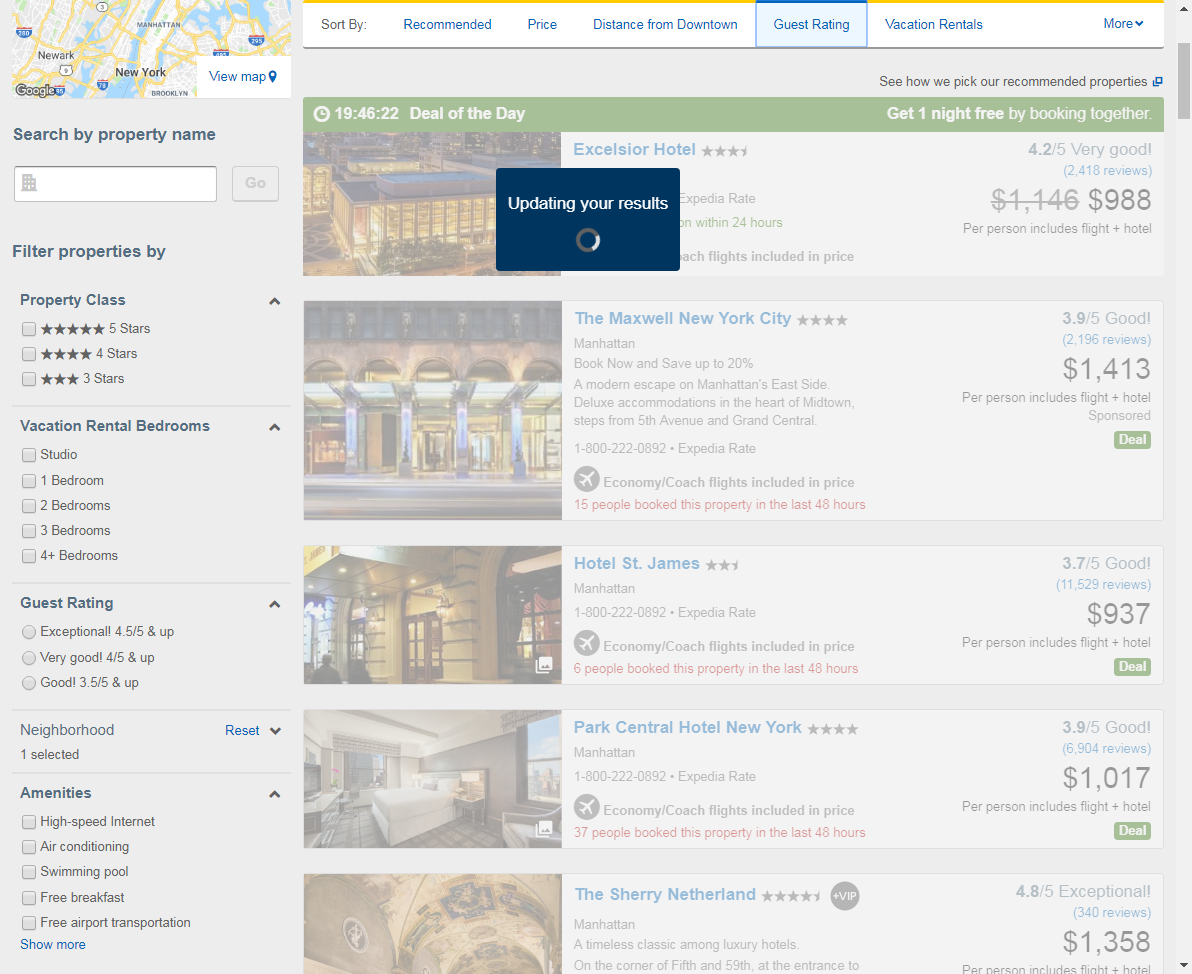 3
280
MANHATTAN
495
295
Newark
9
New York
78
BROOKLYN
Google
95
View map
Search by property name
Go
Filter properties by
Property Class
5 Stars
4 Stars
3 Stars
Vacation Rental Bedrooms
Studio
1 Bedroom
2 Bedrooms
3 Bedrooms
4+ Bedrooms
Guest Rating
Exceptional! 4.5/5 & up
Very good! 4/5 & up
Good! 3.5/5 & up
Neighborhood Reset
1 selected
Amenities
High-speed Internet
Air conditioning
Swimming pool
Free breakfast
Free airport transportation
Show more
Sort By: Recommended Price Distance from Downtown Guest Rating Vacation Rentals More
See how we pick our recommended properties
19:46:22 Deal of the Day Get 1 night free by booking together.
Excelsior Hotel 4.2/5 Very good!
(2,418 reviews)
Updating your results
Expedia Rate
$1,146 $988
on within 24 hours
Per person includes flight + hotel
ach flights included in price
The Maxwell New York City 3.9/5 Good!
Manhattan (2,196 reviews)
Book Now and Save up to 20% $1,413
A modern escape on Manhattan's East Side.
Deluxe accommodations in the heart of Midtown, Per person includes flight + hotel
steps from 5th Avenue and Grand Central. Sponsored
Deal
1-800-222-0892 • Expedia Rate
Economy/Coach flights included in price
15 people booked this property in the last 48 hours
Hotel St. James 3.7/5 Good!
Manhattan (11,529 reviews)
1-800-222-0892 • Expedia Rate $937
Economy/Coach flights included in price Per person includes flight + hotel
6 people booked this property in the last 48 hours Deal
Park Central Hotel New York 3.9/5 Good!
Manhattan (6,904 reviews)
1-800-222-0892 • Expedia Rate $1,017
Economy/Coach flights included in price Per person includes flight + hotel
37 people booked this property in the last 48 hours Deal
The Sherry Netherland +VIP 4.8/5 Exceptional!
Manhattan (340 reviews)
A timeless classic among luxury hotels. $1,358
On the corner of Fifth and 59th, at the entrance to
Per person includes flight + hotel